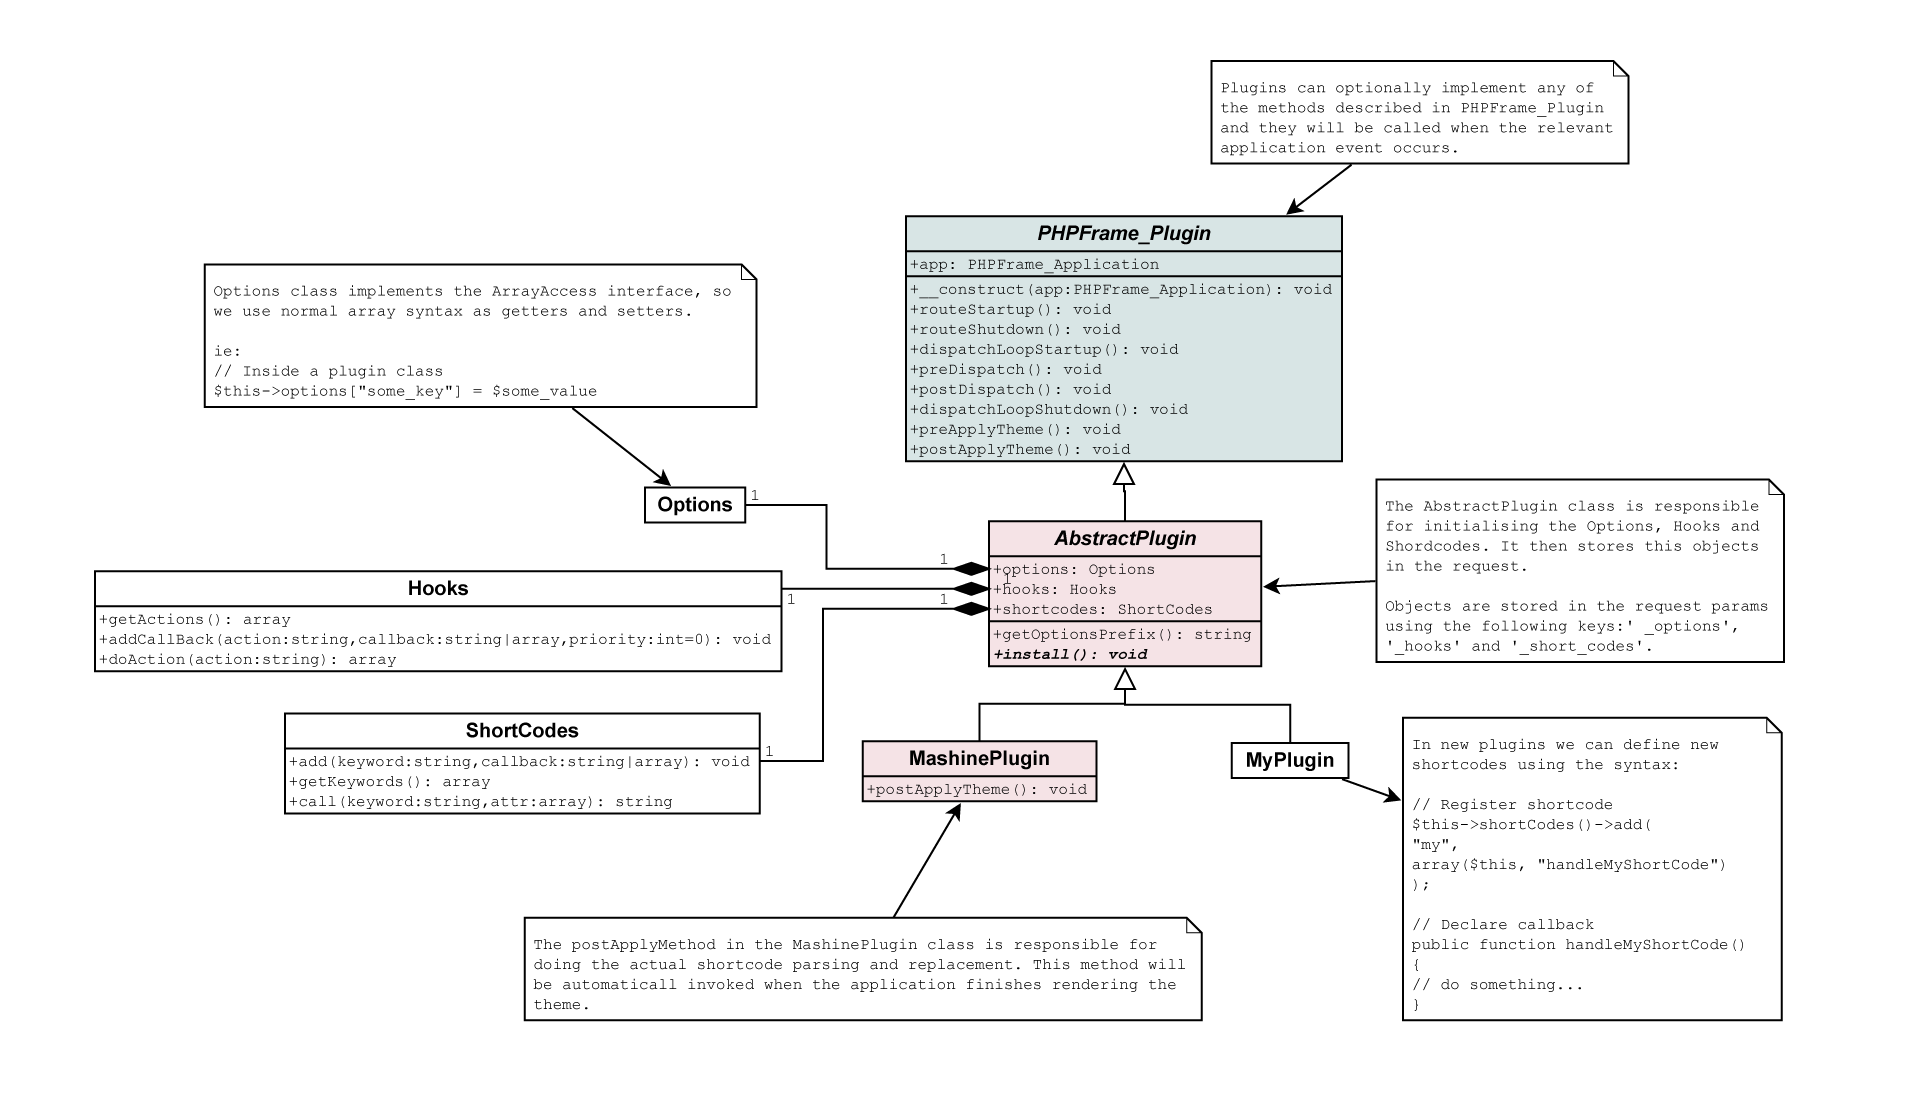 Plugins can optionally implement any of
the methods described in PHPFrame_Plugin
and they will be called when the relevant
application event occurs.
PHPFrame_Plugin
+app: PHPFrame_Application
+__construct(app:PHPFrame_Application): void
+routeStartup(): void
+routeShutdown(): void
+dispatchLoopStartup(): void
+preDispatch(): void
+postDispatch(): void
+dispatchLoopShutdown(): void
+preApplyTheme(): void
+postApplyTheme(): void
Options class implements the ArrayAccess interface, so
we use normal array syntax as getters and setters.
ie:
// Inside a plugin class
$this->options["some_key"] = $some_value
Options
1
1
Hooks
+getActions(): array
+addCallBack(action:string,callback:string|array,priority:int=0): void
+doAction(action:string): array
1
1
1
AbstractPlugin
+options: Options
+hooks: Hooks
+shortcodes: ShortCodes
+getOptionsPrefix(): string
+install(): void
The AbstractPlugin class is responsible
for initialising the Options, Hooks and
Shordcodes. It then stores this objects
in the request.
Objects are stored in the request params
using the following keys:' _options',
'_hooks' and '_short_codes'.
ShortCodes
+add(keyword:string,callback:string|array): void
+getKeywords(): array
+call(keyword:string,attr:array): string
1
MashinePlugin
+postApplyTheme(): void
MyPlugin
In new plugins we can define new
shortcodes using the syntax:
// Register shortcode
$this->shortCodes()->add(
"my",
array($this, "handleMyShortCode")
);
// Declare callback
public function handleMyShortCode()
{
// do something...
}
The postApplyMethod in the MashinePlugin class is responsible for
doing the actual shortcode parsing and replacement. This method will
be automaticall invoked when the application finishes rendering the
theme.